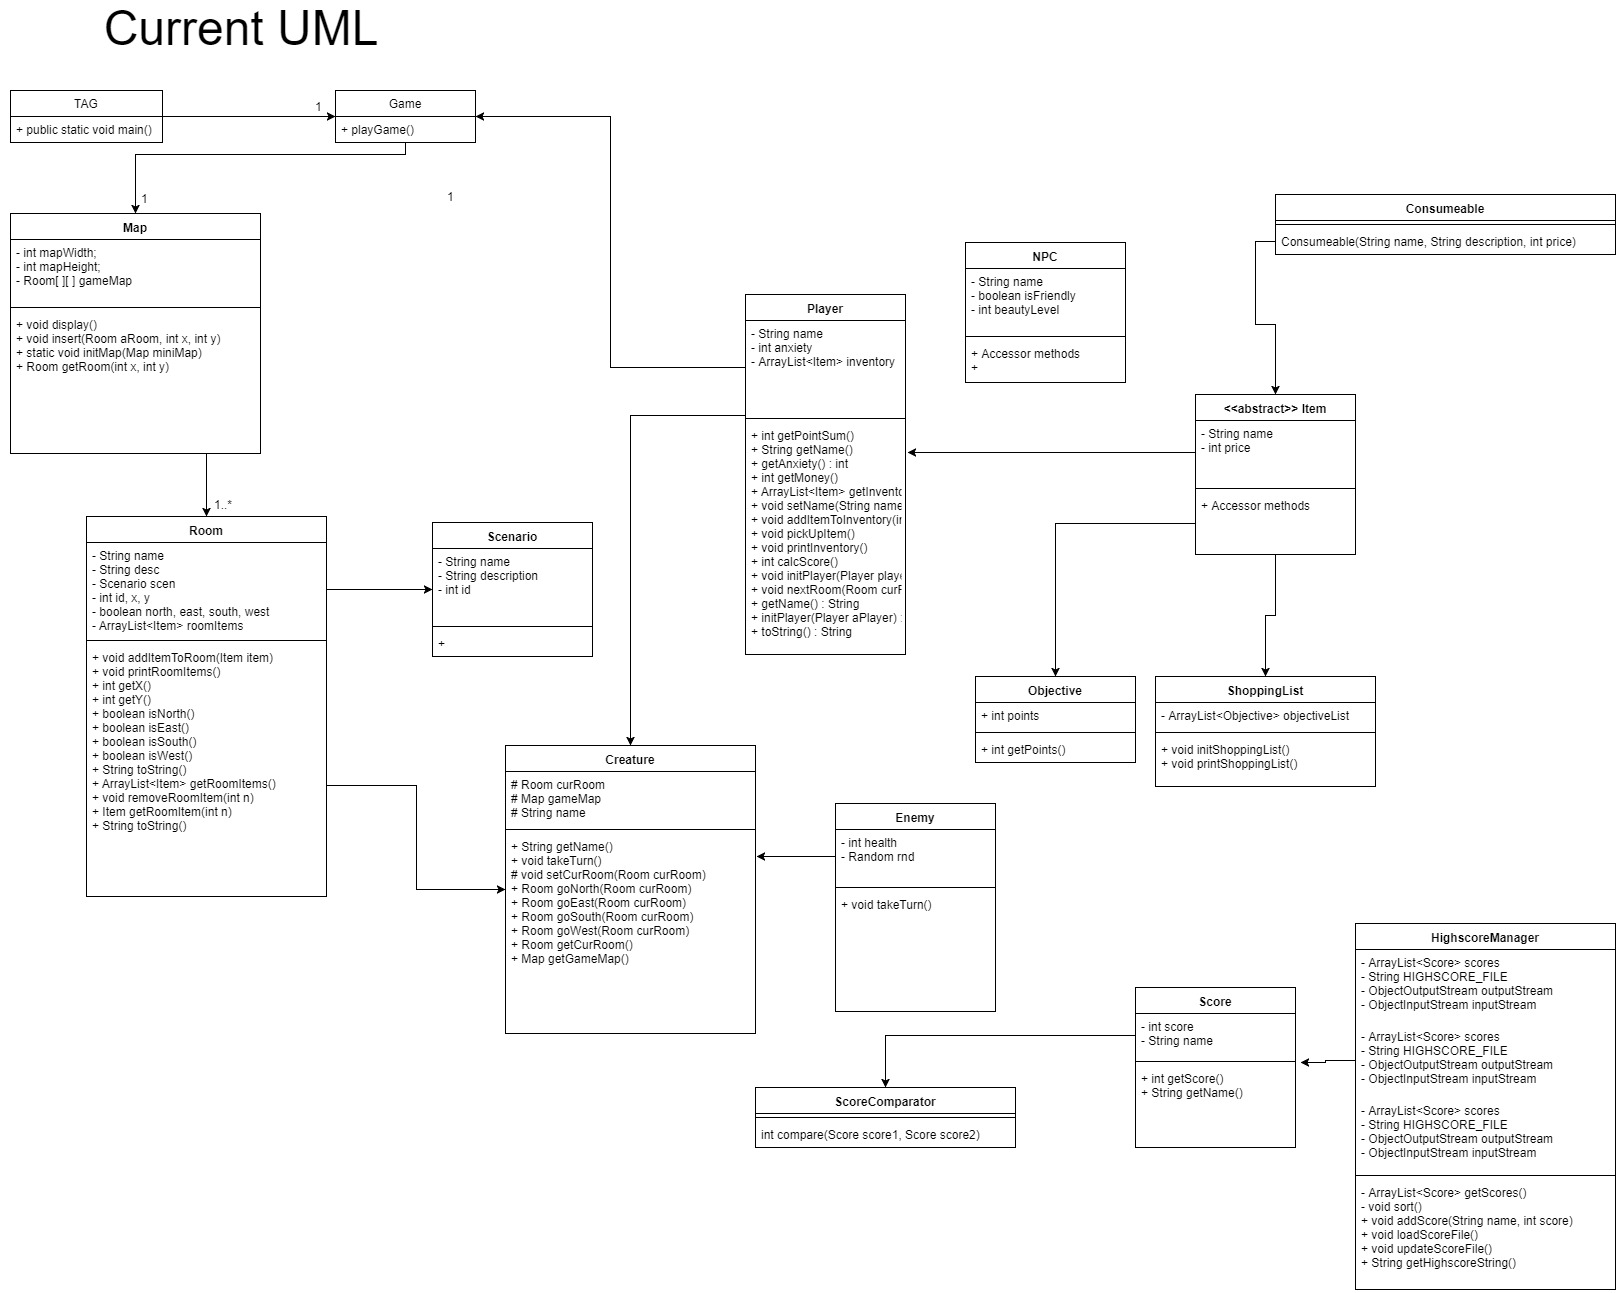 Current UML
TAG
+ public static void main()
1
Game
+ playGame()
1
1
Map
- int mapWidth;
- int mapHeight;
- Room[ ][ ] gameMap
+ void display()
+ void insert(Room aRoom, int x, int y)
+ static void initMap(Map miniMap)
+ Room getRoom(int x, int y)
1..*
Room
- String name
- String desc
- Scenario scen
- int id, x, y
- boolean north, east, south, west
- ArrayList<Item> roomItems
+ void addItemToRoom(Item item)
+ void printRoomItems()
+ int getX()
+ int getY()
+ boolean isNorth()
+ boolean isEast()
+ boolean isSouth()
+ boolean isWest()
+ String toString()
+ ArrayList<Item> getRoomItems()
+ void removeRoomItem(int n)
+ Item getRoomItem(int n)
+ String toString()
Scenario
- String name
- String description
- int id
+
Player
- String name
- int anxiety
- ArrayList<Item> inventory
+ int getPointSum()
+ String getName()
+ getAnxiety() : int
+ int getMoney()
+ ArrayList<Item> getInvento
+ void setName(String name
+ void addItemToInventory(i
+ void pickUpItem()
+ void printInventory()
+ int calcScore()
+ void initPlayer(Player play
+ void nextRoom(Room cur
+ getName() : String
+ initPlayer(Player aPlayer) :
+ toString() : String
NPC
- String name
- boolean isFriendly
- int beautyLevel
+ Accessor methods
+
Consumeable
Consumeable(String name, String description, int price)
<<abstract>> Item
- String name
- int price
+ Accessor methods
Objective
+ int points
+ int getPoints()
ShoppingList
- ArrayList<Objective> objectiveList
+ void initShoppingList()
+ void printShoppingList()
Creature
# Room curRoom
# Map gameMap
# String name
+ String getName()
+ void takeTurn()
# void setCurRoom(Room curRoom)
+ Room goNorth(Room curRoom)
+ Room goEast(Room curRoom)
+ Room goSouth(Room curRoom)
+ Room goWest(Room curRoom)
+ Room getCurRoom()
+ Map getGameMap()
Enemy
- int health
- Random rnd
+ void takeTurn()
Score
- int score
- String name
+ int getScore()
+ String getName()
ScoreComparator
int compare(Score score1, Score score2)
HighscoreManager
- ArrayList<Score> scores
- String HIGHSCORE_FILE
- ObjectOutputStream outputStream
- ObjectInputStream inputStream
- ArrayList<Score> scores
- String HIGHSCORE_FILE
- ObjectOutputStream outputStream
- ObjectInputStream inputStream
- ArrayList<Score> scores
- String HIGHSCORE_FILE
- ObjectOutputStream outputStream
- ObjectInputStream inputStream
- ArrayList<Score> getScores()
- void sort()
+ void addScore(String name, int score)
+ void loadScoreFile()
+ void updateScoreFile()
+ String getHighscoreString()